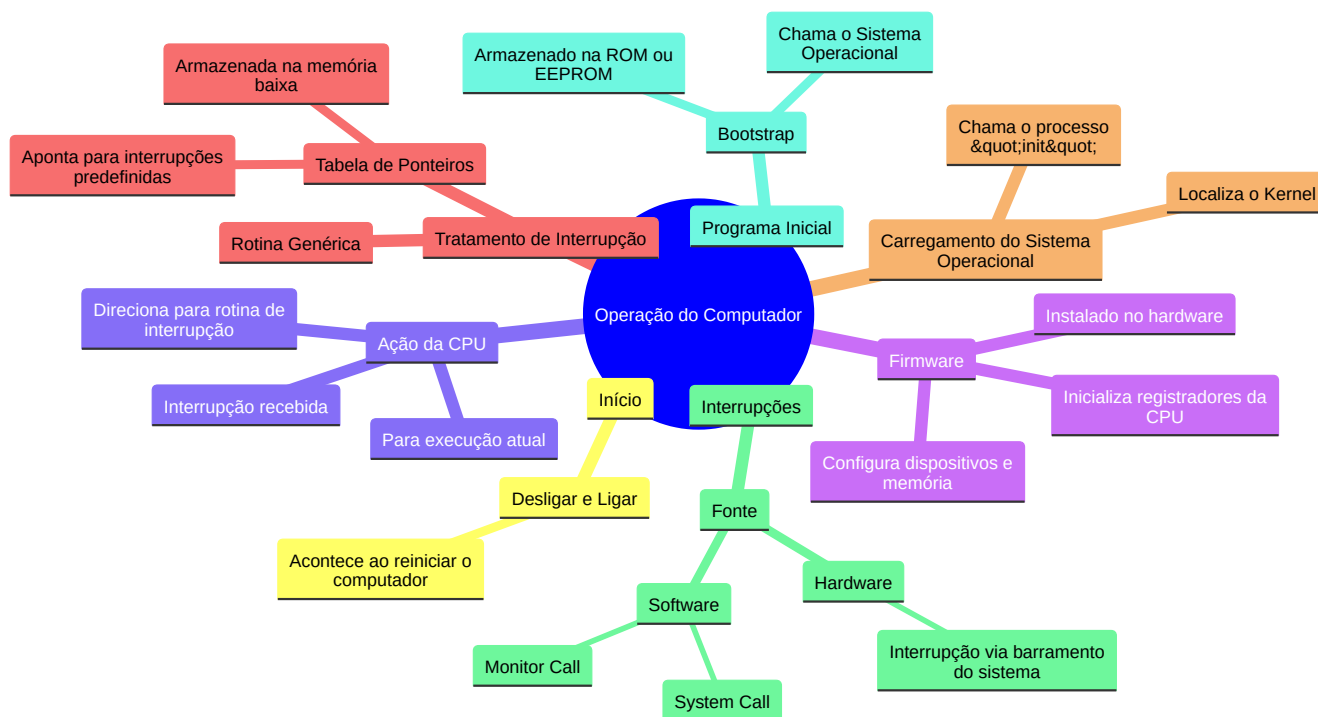 Operação do Computador
Início
Desligar e Ligar
Acontece ao reiniciar o
computador
Programa Inicial
Bootstrap
Armazenado na ROM ou
EEPROM
Chama o Sistema
Operacional
Firmware
Instalado no hardware
Inicializa registradores da
CPU
Configura dispositivos e
memória
Carregamento do Sistema
Operacional
Localiza o Kernel
Chama o processo
&quot;init&quot;
Interrupções
Fonte
Hardware
Interrupção via barramento
do sistema
Software
System Call
Monitor Call
Ação da CPU
Interrupção recebida
Para execução atual
Direciona para rotina de
interrupção
Tratamento de Interrupção
Rotina Genérica
Tabela de Ponteiros
Aponta para interrupções
predefinidas
Armazenada na memória
baixa